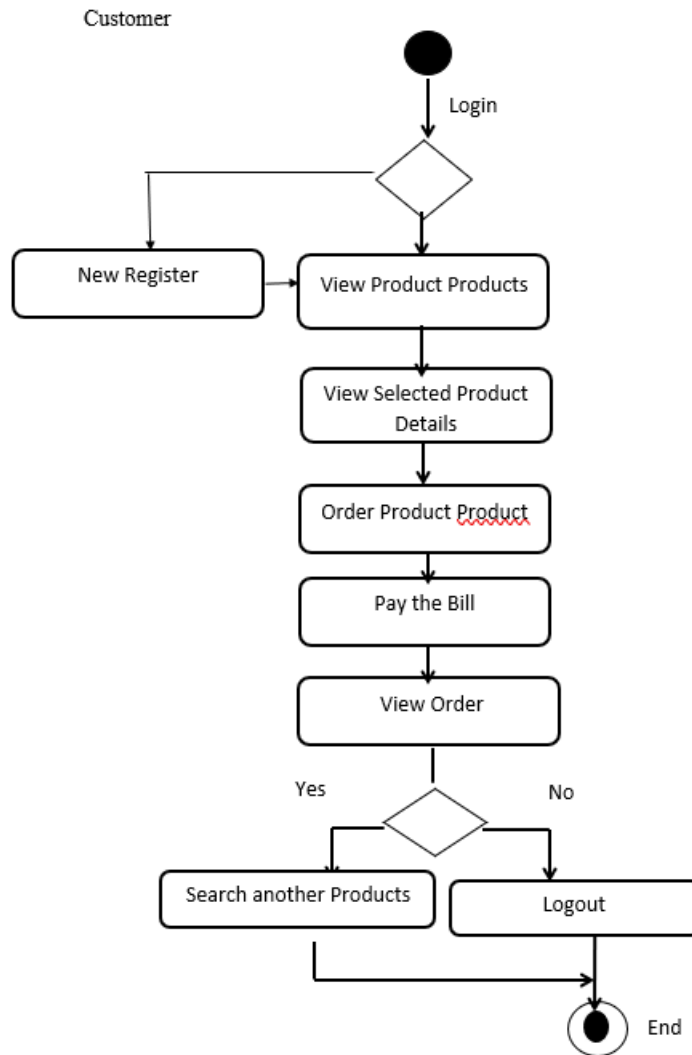 Customer
Login
New Register
View Product Products
View Selected Product
Details
Order Product Product
Pay the Bill
View Order
Yes
No
Search another Products
Logout
End